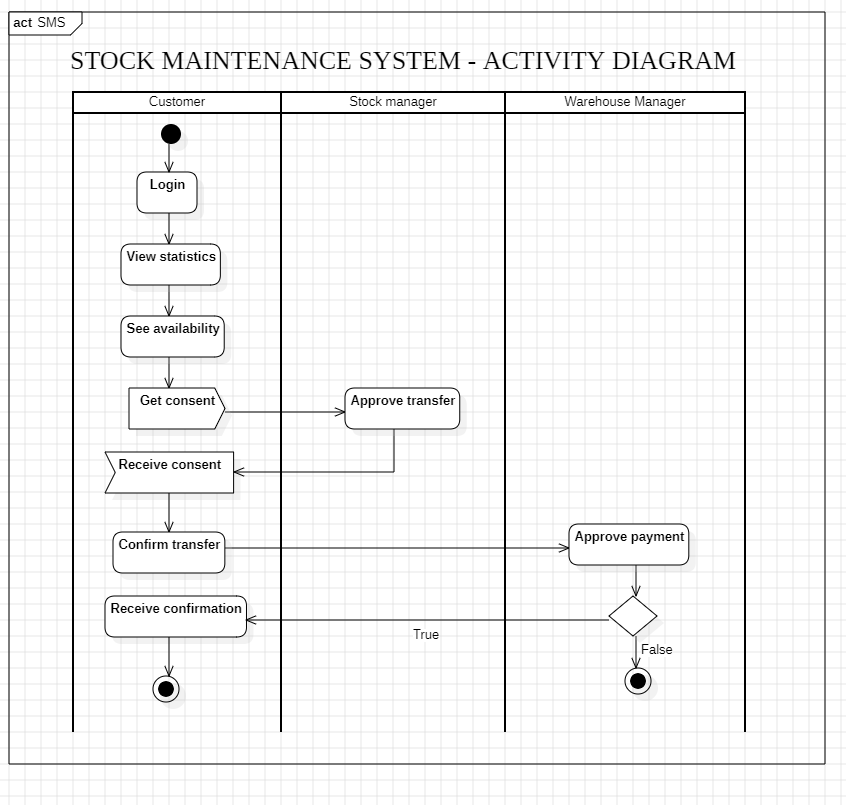 act SMS
STOCK MAINTENANCE SYSTEM - ACTIVITY DIAGRAM
Customer
Stock manager
Warehouse Manager
Login
View statistics
See availability
Get consent
Approve transfer
Receive consent
Confirm transfer
Approve payment
Receive confirmation
True
False